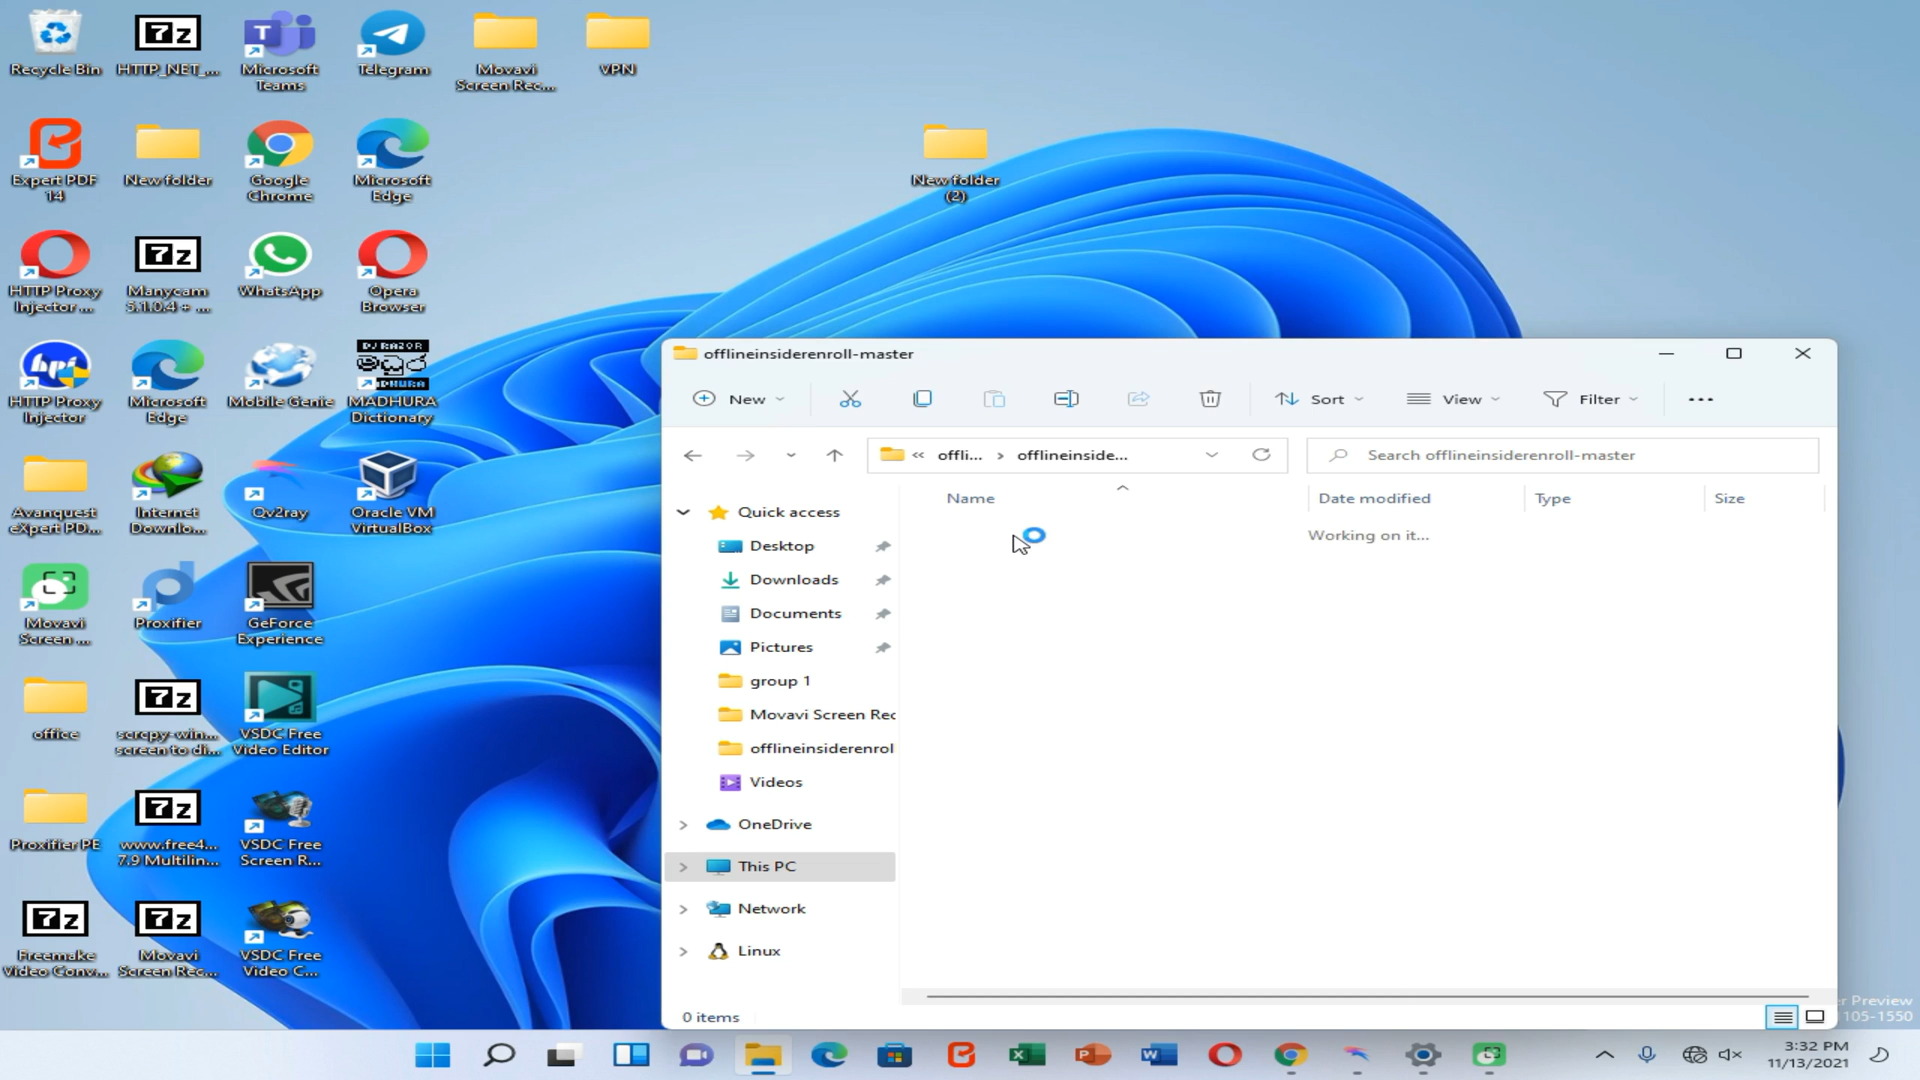 Recycle Bin
HTTP_NET_...
Microsoft
Teams
Telegram
Movavi
Screen Rec...
VPN
Expert PDF
14
New folder
Google
Chrome
Microsoft
Edge
New folder
(2)
HTTP Proxy
Injector ...
Manycam
5.1.0.4 + ...
WhatsApp
Opera
Browser
HTTP Proxy
Injector
Microsoft
Edge
Mobile Genie
DJ RAZOR
MADHURA
Dictionary
Avanquest
eXpert PD...
Internet
Downlo...
Qv2ray
Oracle VM
VirtualBox
Movavi
Screen ...
Proxifier
GeForce
Experience
office
scrcpy-win...
screen to di...
VSDC Free
Video Editor
Proxifier PE
www.free4...
7.9 Multilin...
VSDC Free
Screen R...
Freemake
Video Conv...
Movavi
Screen Rec...
VSDC Free
Video C...
offlineinsiderenroll-master
New
Sort
View
Filter
offli...
offlineinside...
Search offlineinsiderenroll-master
Name
Date modified
Type
Size
Working on it...
Quick access
Desktop
Downloads
Documents
Pictures
group 1
Movavi Screen Rec
offlineinsiderenrol
Videos
OneDrive
This PC
Network
Linux
0 items
r Preview
105-1550
3:32 PM
11/13/2021